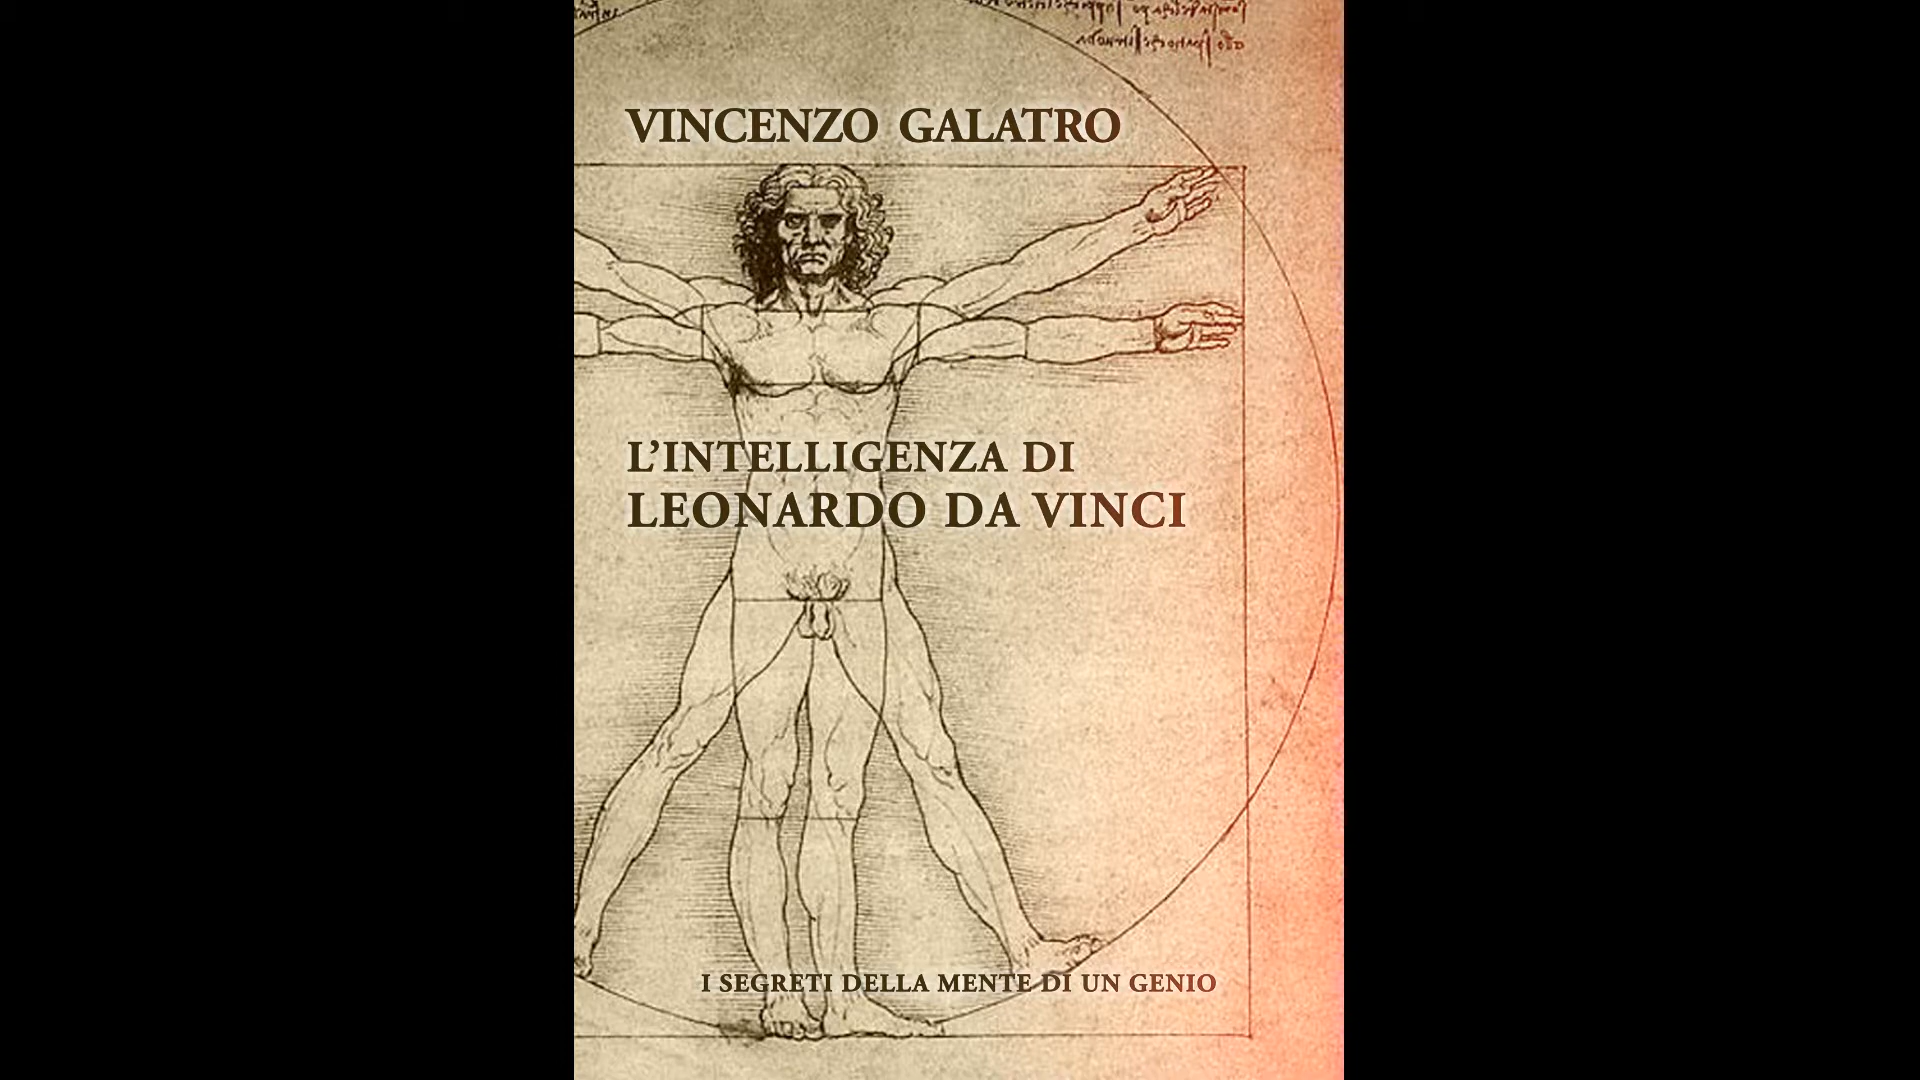 VINCENZO GALATRO
L’INTELLIGENZA DI
LEONARDO DA VINCI
I SEGRETI DELLA MENTE DI UN GENIO